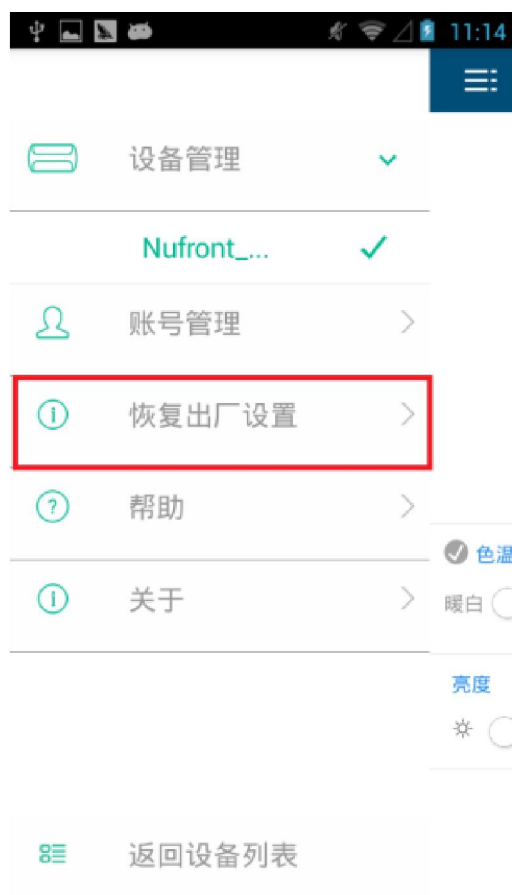 11:14
设备管理
Nufront_...
账号管理
恢复出厂设置
帮助
色温
关于
暖白
亮度
返回设备列表